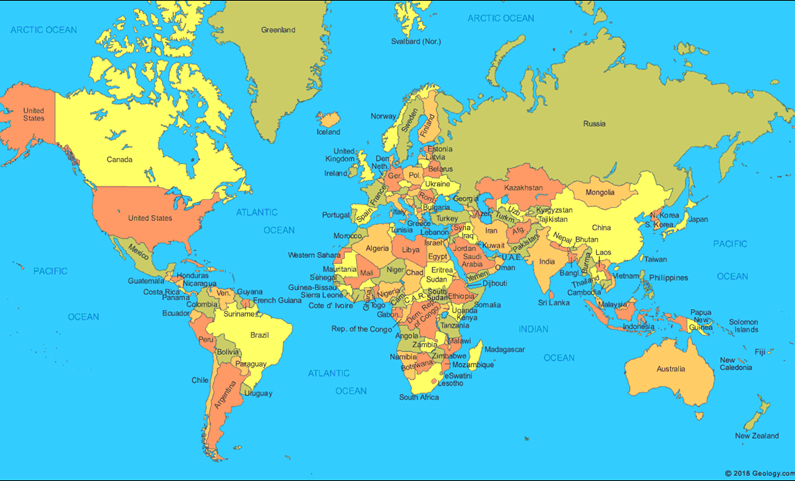 ARCTIC OCEAN
ARCTIC OCEAN
Greenland
Svalbard (Nor.)
United
States
Canada
Iceland
Norway
Sweden
Finland
Russia
United
Kingdom
Ireland
Den.
Neth.
Estonia
Latvia
Belarus
Ger.
Pol.
Ukraine
Kazakhstan
Mongolia
United States
Portugal
Spain
France
Italy
Rom.
Bulgaria
Greece
Turkey
Georgia
Azer.
Uzb.
Turkm.
Kyrgyzstan
Tajikistan
China
N. Korea
S. Korea
Japan
ATLANTIC
OCEAN
Morocco
Tunisia
Lebanon
Syria
Iraq
Iran
Afg.
Pakistan
Nepal
Bhutan
Mexico
Western Sahara
Algeria
Libya
Egypt
Israel
Jordan
Kuwait
Saudi
Arabia
U.A.E.
Oman
India
Bangl.
Laos
Taiwan
PACIFIC
OCEAN
PACIFIC
OCEAN
Guatemala
Honduras
Nicaragua
Costa Rica
Panama
Mauritania
Mali
Niger
Chad
Sudan
Eritrea
Yemen
Djibouti
Thailand
Vietnam
Cambodia
Philippines
Senegal
Guinea-Bissau
Sierra Leone
Cote d' Ivoire
Togo
Nigeria
C.A.R.
South
Sudan
Ethiopia
Somalia
Sri Lanka
Malaysia
Ven.
Guyana
French Guiana
Suriname
Colombia
Ecuador
Gabon
Rep. of the Congo
Dem. Rep.
of Congo
Uganda
Kenya
Tanzania
INDIAN
OCEAN
Indonesia
Papua
New
Guinea
Solomon
Islands
Brazil
Peru
Bolivia
Paraguay
Angola
Zambia
Malawi
Zimbabwe
Mozambique
Madagascar
Namibia
Botswana
eSwatini
Lesotho
South Africa
Australia
Fiji
New
Caledonia
ATLANTIC
OCEAN
Chile
Argentina
Uruguay
New Zealand
© 2018 Geology.com